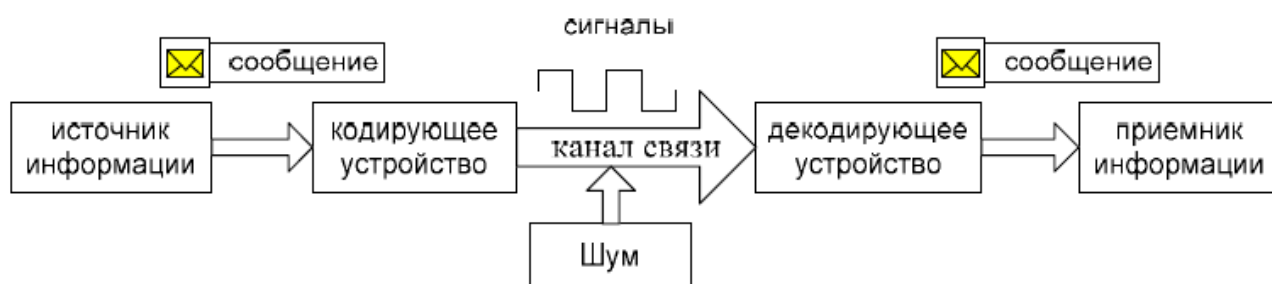 сигналы
сообщение
сообщение
источник
информации
кодирующее
устройство
канал связи
декодирующее
устройство
приемник
информации
Шум